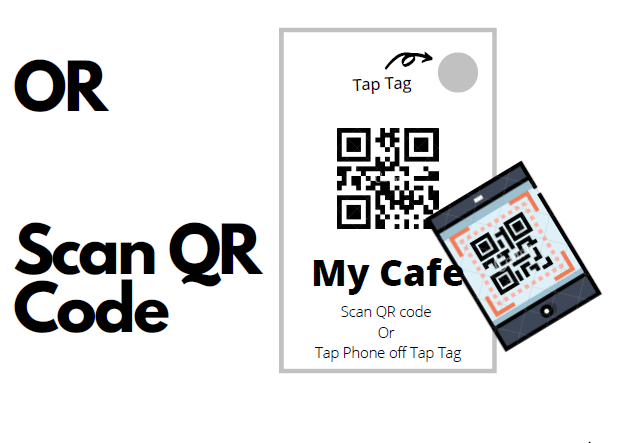 OR
Scan QR
Code
Tap Tag
My Cafe
Scan QR code
Or
Tap Phone off Tap Tag